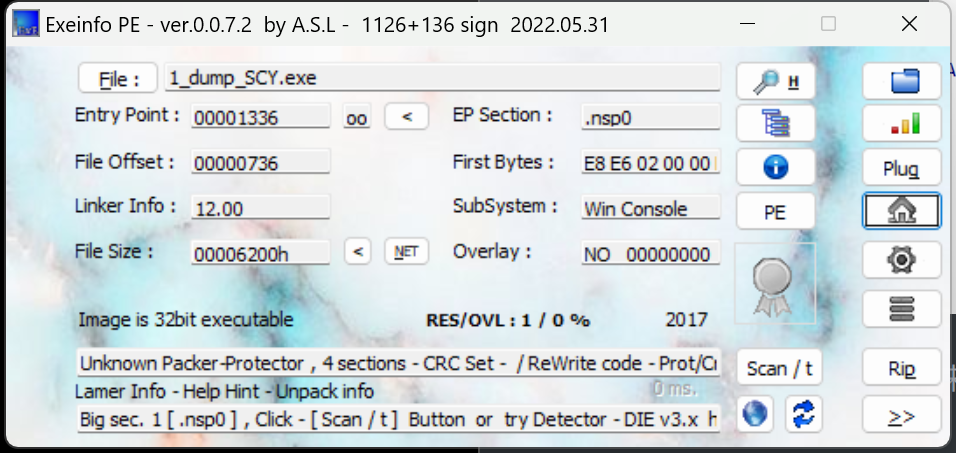 Exeinfo PE - ver.0.0.7.2 by A.S.L - 1126+136 sign 2022.05.31
File : 1_dump_SCY.exe H
Entry Point : 00001336 oo < EP Section : .nsp0
File Offset : 00000736 First Bytes : E8 E6 02 00 00 Plug
Linker Info : 12.00 SubSystem : Win Console PE
File Size : 00006200h < NET Overlay : NO 00000000
Image is 32bit executable RES/OVL : 1 / 0 % 2017
Unknown Packer-Protector , 4 sections - CRC Set - / ReWrite code - Prot/Cr Scan / t Rip
Lamer Info - Help Hint - Unpack info 0 ms.
Big sec. 1 [ .nsp0 ] , Click - [ Scan / t ] Button or try Detector - DIE v3.x h >>